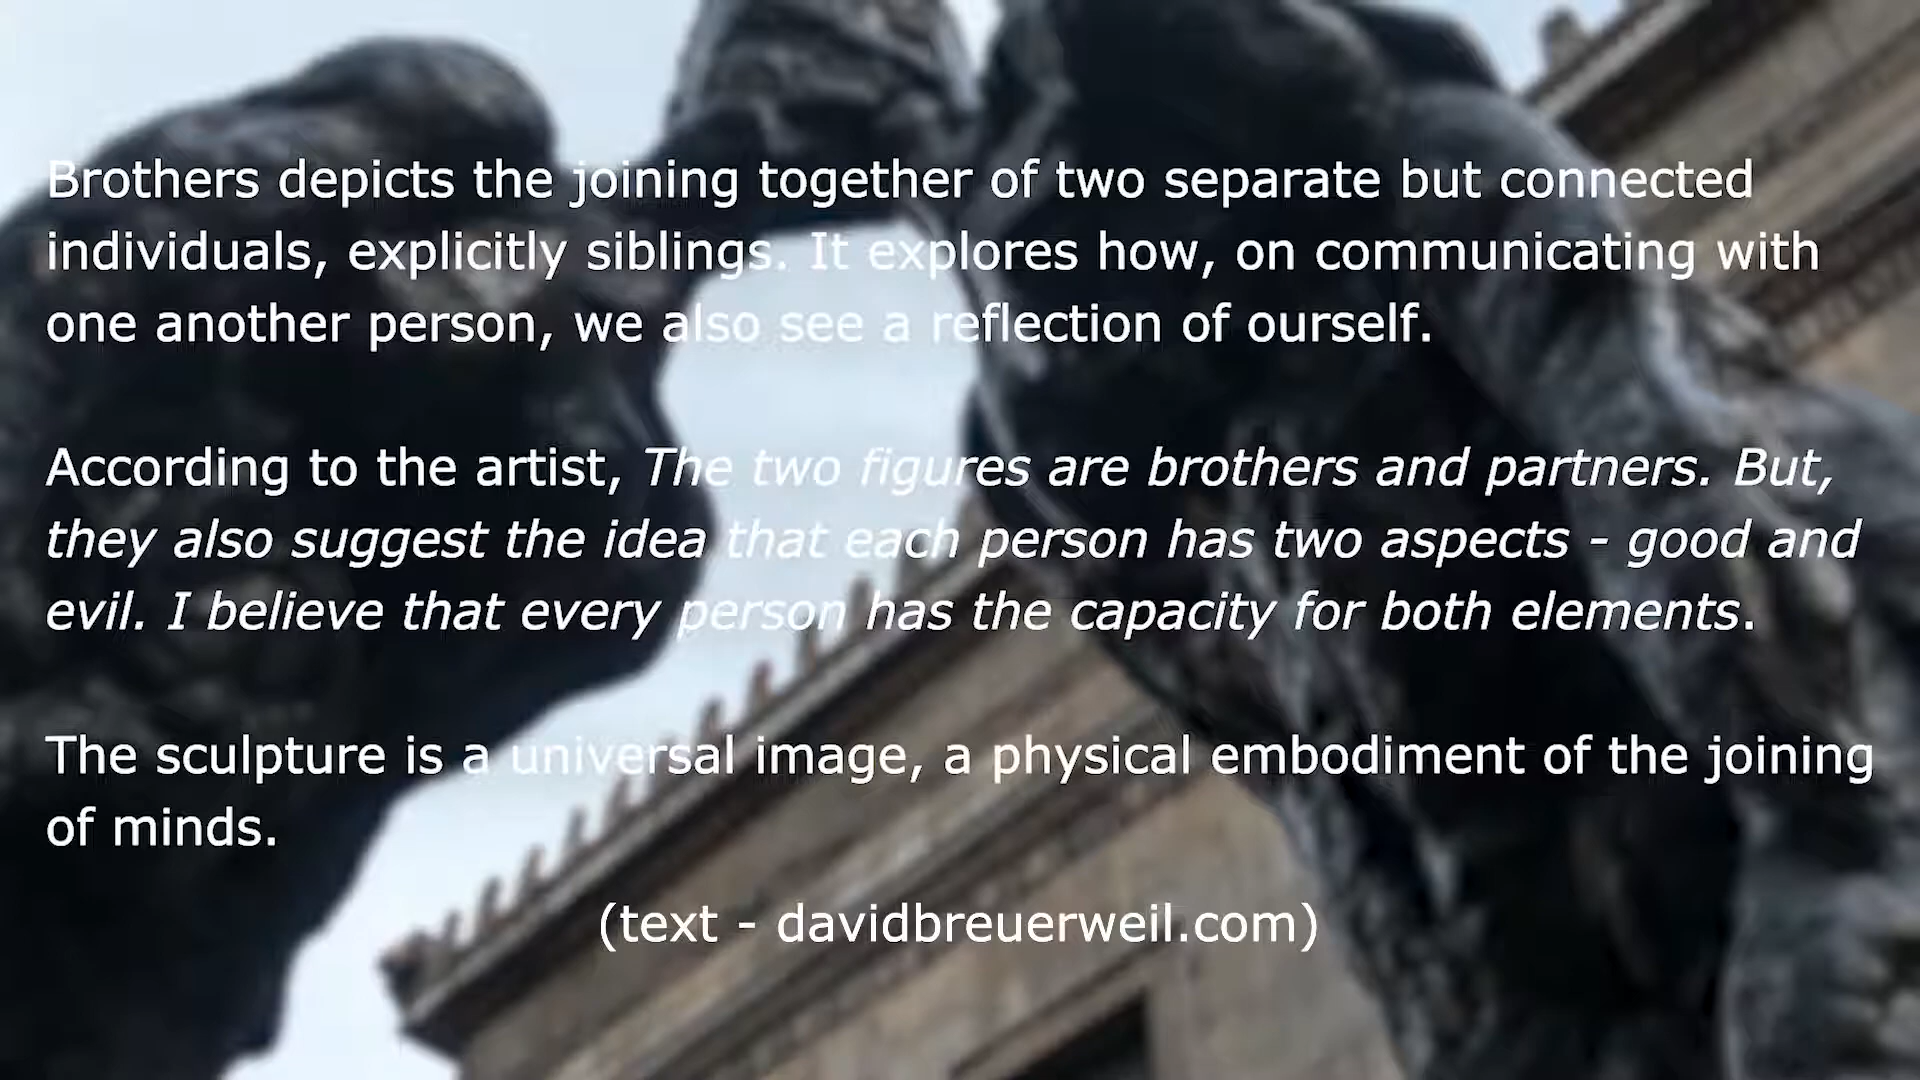 Brothers depicts the joining together of two separate but connected
individuals, explicitly siblings. It explores how, on communicating with
one another person, we also see a reflection of ourself.
According to the artist, The two figures are brothers and partners. But,
they also suggest the idea that each person has two aspects - good and
evil. I believe that every person has the capacity for both elements.
The sculpture is a universal image, a physical embodiment of the joining
of minds.
(text - davidbreuerweil.com)